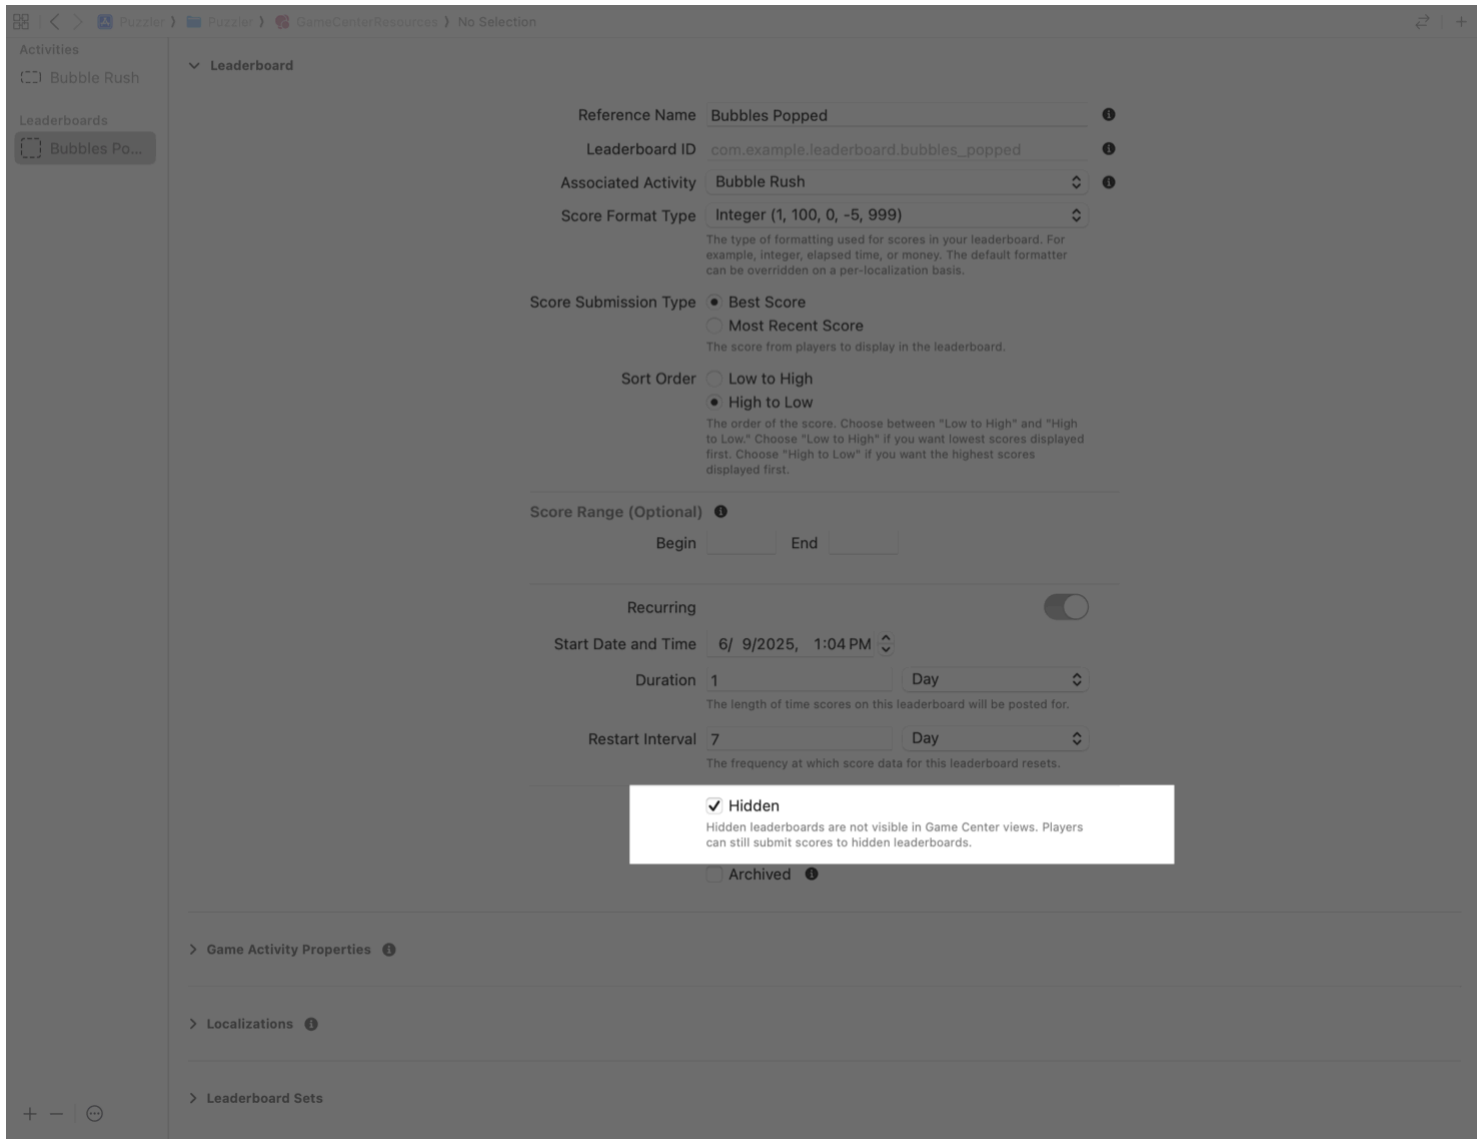 Puzzler > Puzzler > GameCenterResources > No Selection
Activities
Bubble Rush
Leaderboards
Bubbles Po...
Leaderboard
Reference Name Bubbles Popped
Leaderboard ID com.example.leaderboard.bubbles_popped
Associated Activity Bubble Rush
Score Format Type Integer (1, 100, 0, -5, 999)
The type of formatting used for scores in your leaderboard. For
example, integer, elapsed time, or money. The default formatter
can be overridden on a per-localization basis.
Score Submission Type Best Score
Most Recent Score
The score from players to display in the leaderboard.
Sort Order Low to High
High to Low
The order of the score. Choose between "Low to High" and "High
to Low." Choose "Low to High" if you want lowest scores displayed
first. Choose "High to Low" if you want the highest scores
displayed first.
Score Range (Optional)
Begin End
Recurring
Start Date and Time 6/ 9/2025, 1:04 PM
Duration 1 Day
The length of time scores on this leaderboard will be posted for.
Restart Interval 7 Day
The frequency at which score data for this leaderboard resets.
Hidden
Hidden leaderboards are not visible in Game Center views. Players
can still submit scores to hidden leaderboards.
Archived
Game Activity Properties
Localizations
Leaderboard Sets